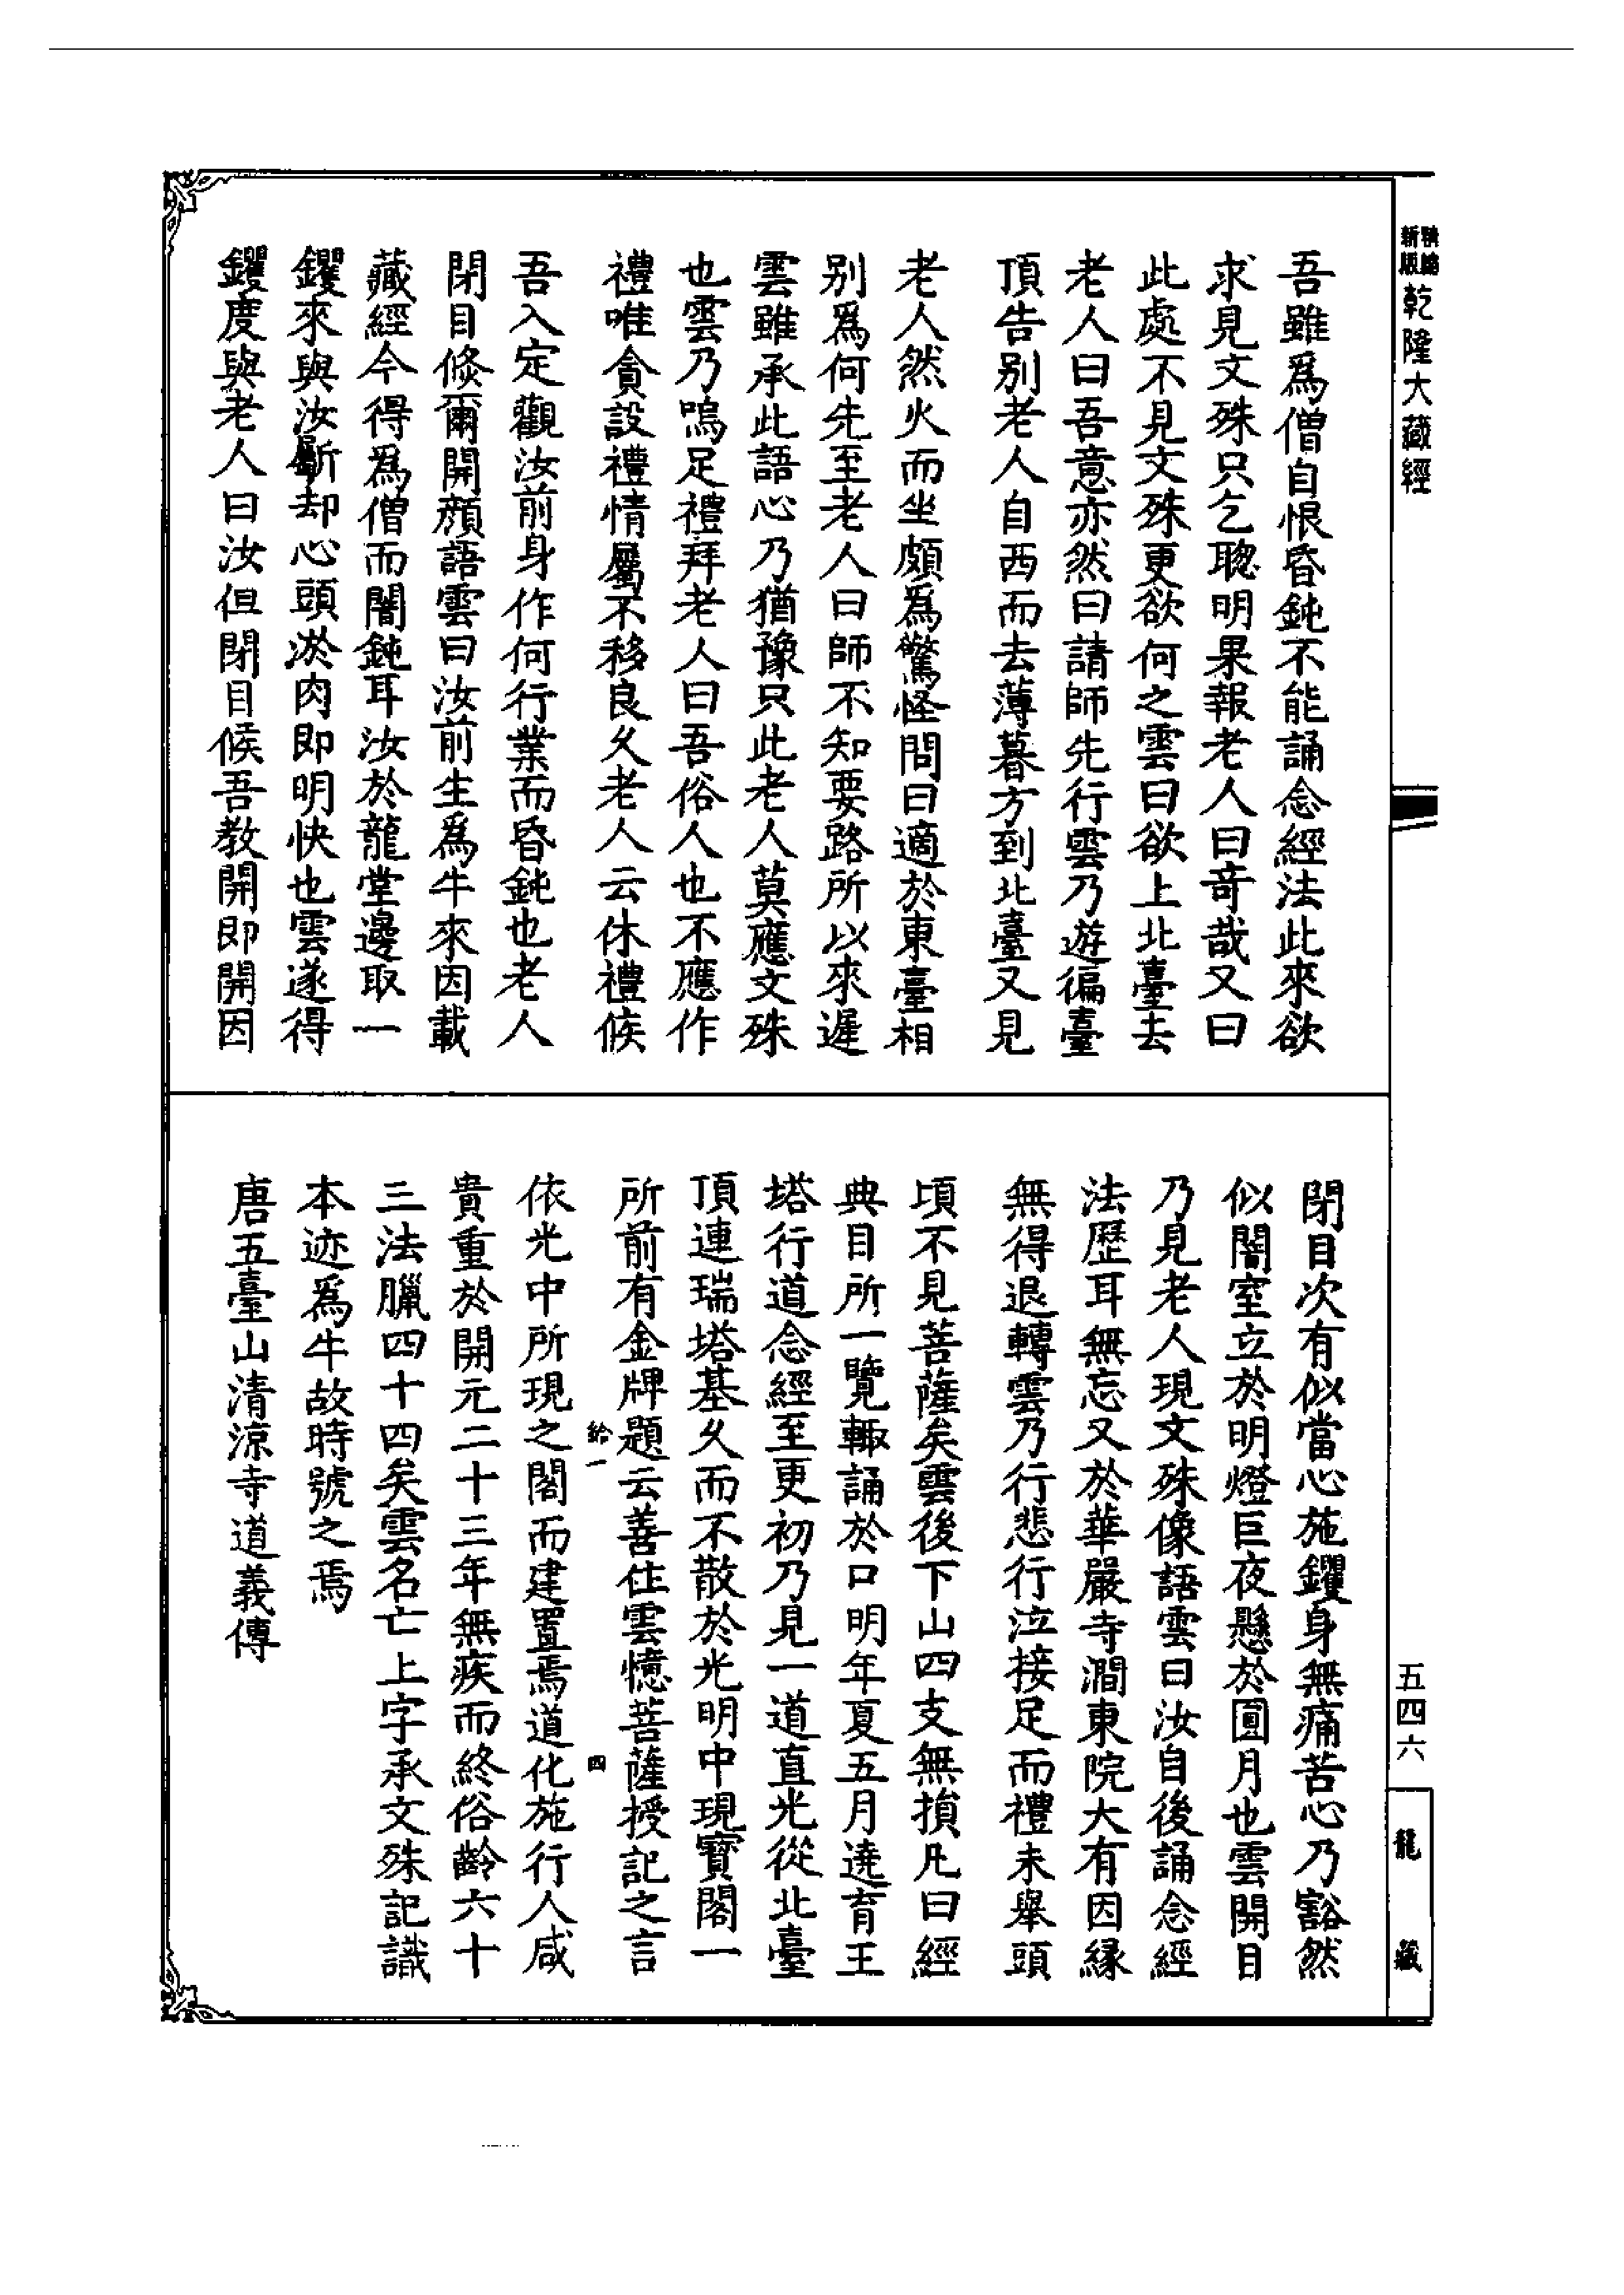 新編
新版
乾隆大藏經
吾雖爲僧自恨昏鈍不能誦念經法此來欲
求見文殊只乞聰明果報老人曰奇哉又曰
此處不見文殊更欲何之雲曰欲上北臺去
老人曰吾意亦然曰請師先行雲乃遊徧臺
頂告别老人自西而去薄暮方到北臺又見
老人然火而坐頗爲驚怪問曰適於東臺相
别爲何先至老人曰師不知要路所以來遲
雲雖承此語心乃猶豫只此老人莫應文殊
也雲乃嗚足禮拜老人曰吾俗人也不應作
禮唯貪設禮情屬不移良久老人云休禮候
吾入定觀汝前身作何行業而昏鈍也老人
閉目倐爾開顏語雲曰汝前生爲牛來因載
藏經今得爲僧而闇鈍耳汝於龍堂邊取一
钁來與汝斸却心頭淤肉即明快也雲遂得
钁度與老人曰汝但閉目候吾教開即開因
閉目次有似當心施钁身無痛苦心乃豁然
似闇室立於明燈巨夜懸於圓月也雲開目
乃見老人現文殊像語雲曰汝自後誦念經
法歷耳無忘又於華嚴寺澗東院大有因緣
無得退轉雲乃行悲行泣接足而禮未舉頭
頃不見菩薩矣雲後下山四支無損凡曰經
典目所一覽輙誦於口明年夏五月遶育王
塔行道念經至更初乃見一道直光從北臺
頂連瑞塔基久而不散於光明中現寶閣一
所前有金牌題云善住雲憶菩薩授記之言
給一
四
依光中所現之閣而建置焉道化施行人咸
貴重於開元二十三年無疾而終俗齡六十
三法臘四十四矣雲名亡上字承文殊記識
本迹爲牛故時號之焉
唐五臺山清涼寺道義傳
五四六
龍藏